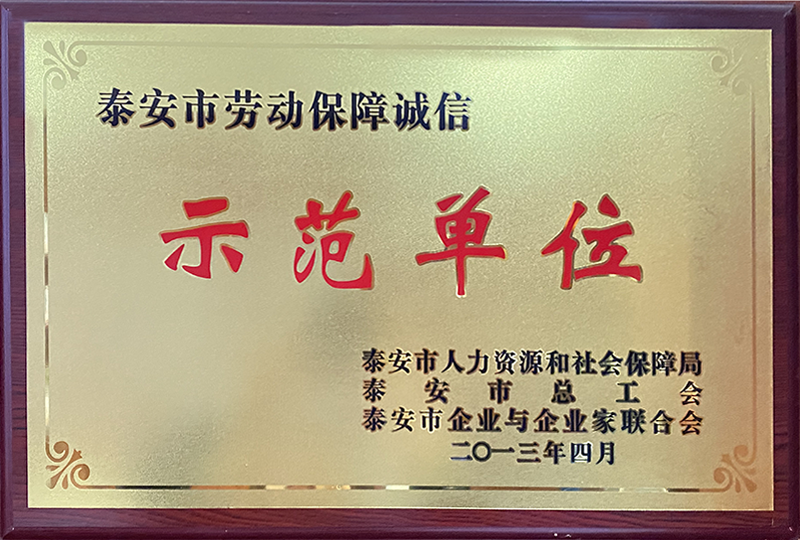 泰安市劳动保障诚信
示范单位
泰安市人力资源和社会保障局
泰安市总工会
泰安市企业与企业家联合会
二〇一三年四月